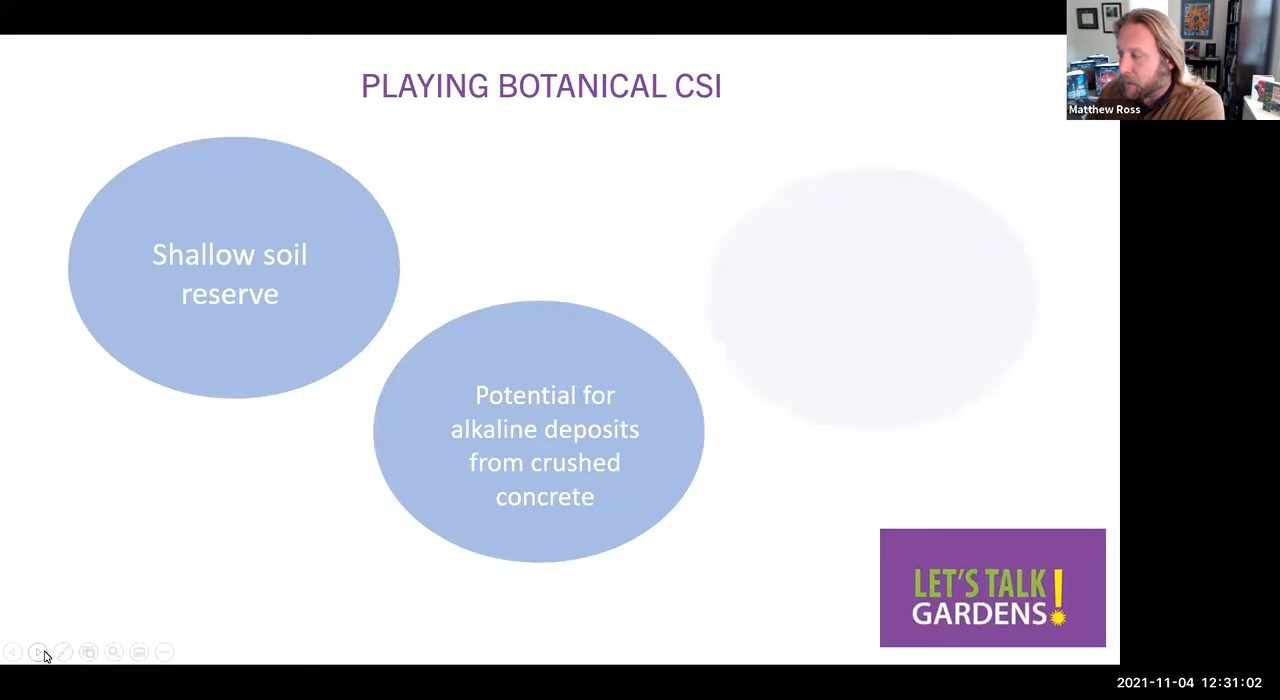 PLAYING BOTANICAL CSI
Matthew Ross
Shallow soil
reserve
Potential for
alkaline deposits
from crushed
concrete
LET'S TALK
GARDENS!
2021-11-04 12:31:02